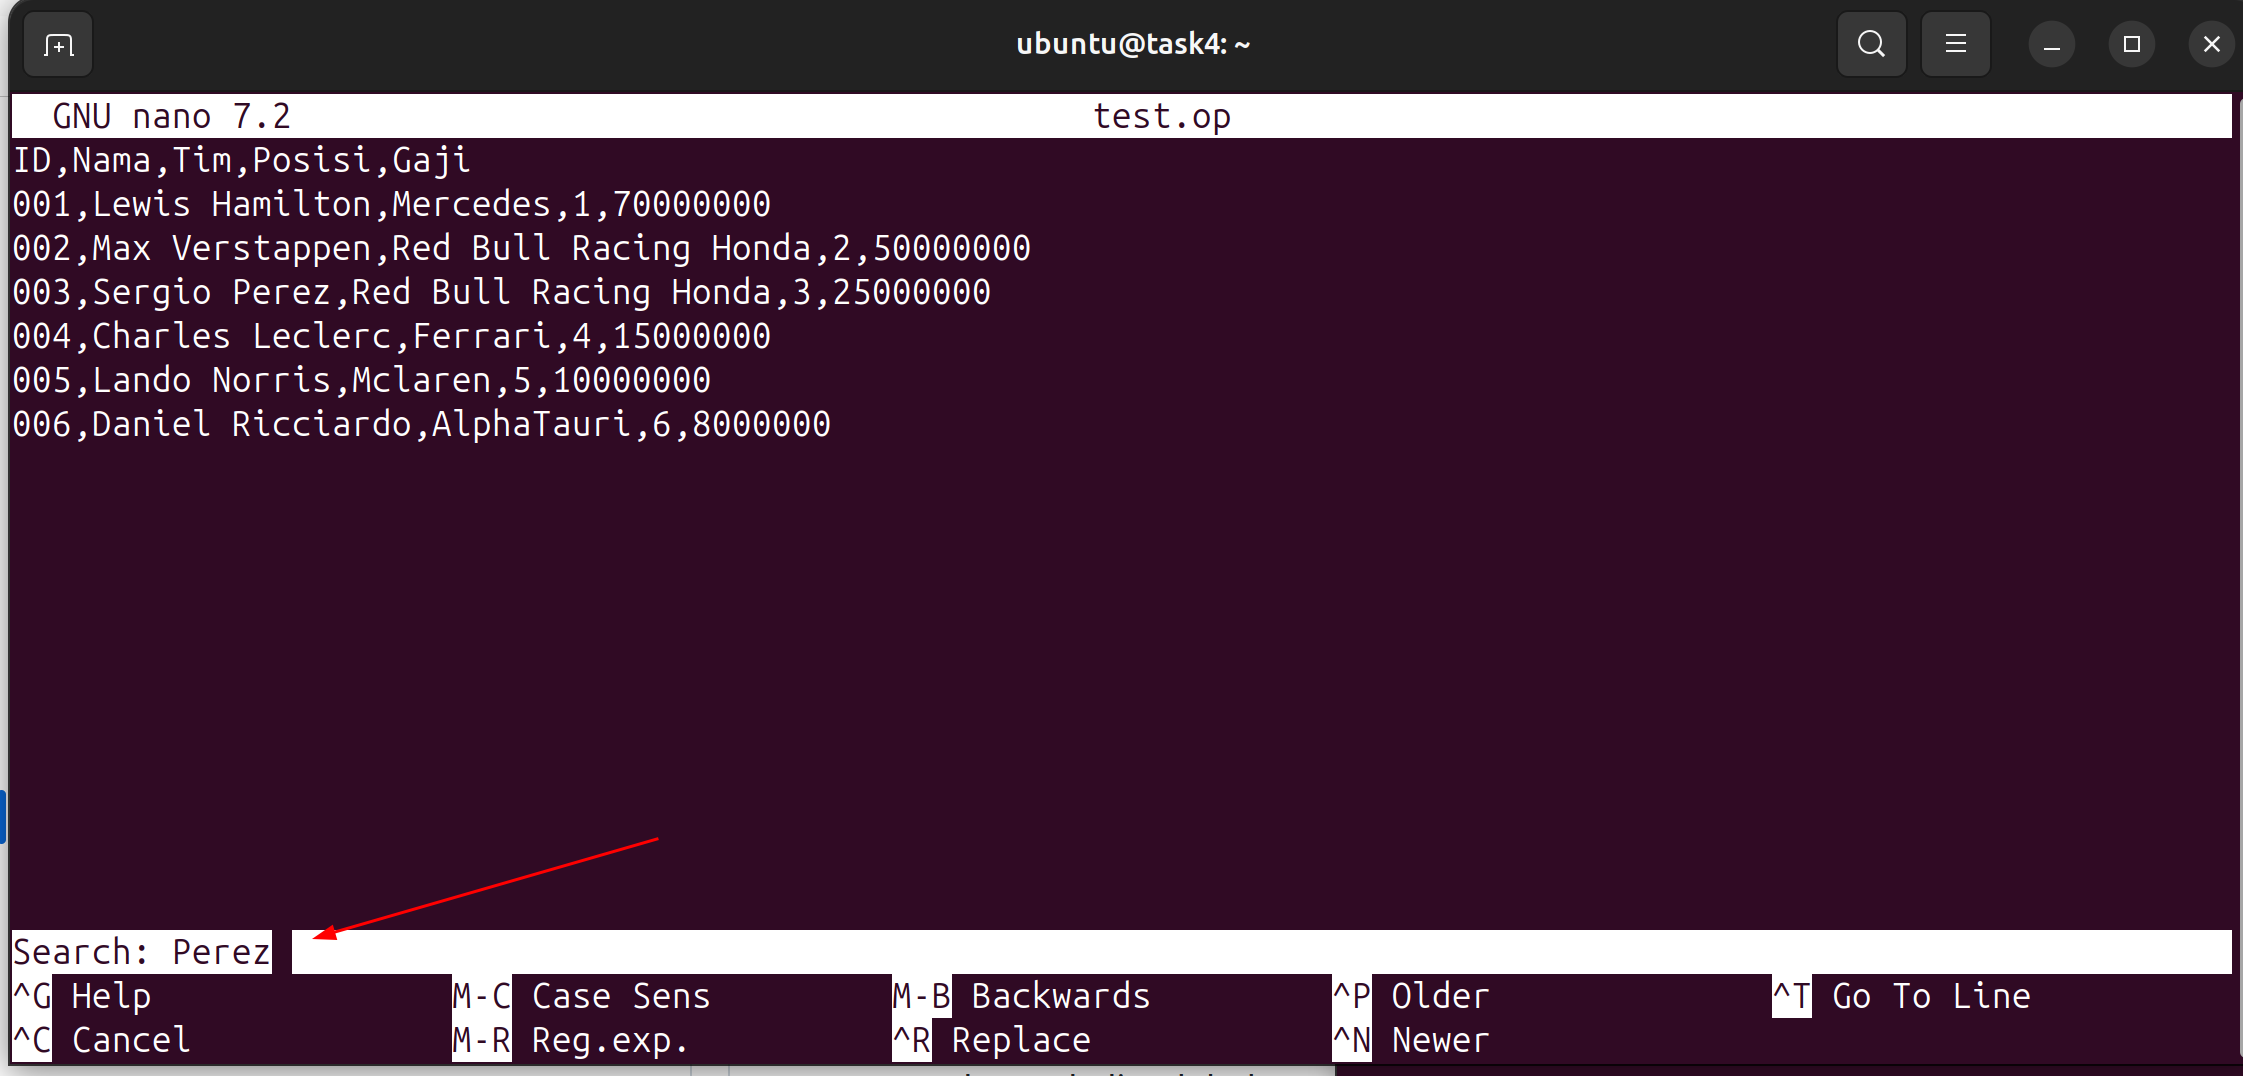 ubuntu@task4: ~
GNU nano 7.2 test.op
ID,Nama,Tim,Posisi,Gaji
001,Lewis Hamilton,Mercedes,1,70000000
002,Max Verstappen,Red Bull Racing Honda,2,50000000
003,Sergio Perez,Red Bull Racing Honda,3,25000000
004,Charles Leclerc,Ferrari,4,15000000
005,Lando Norris,Mclaren,5,10000000
006,Daniel Ricciardo,AlphaTauri,6,8000000
Search: Perez
^G Help M-C Case Sens M-B Backwards ^P Older ^T Go To Line
^C Cancel M-R Reg.exp. ^R Replace ^N Newer